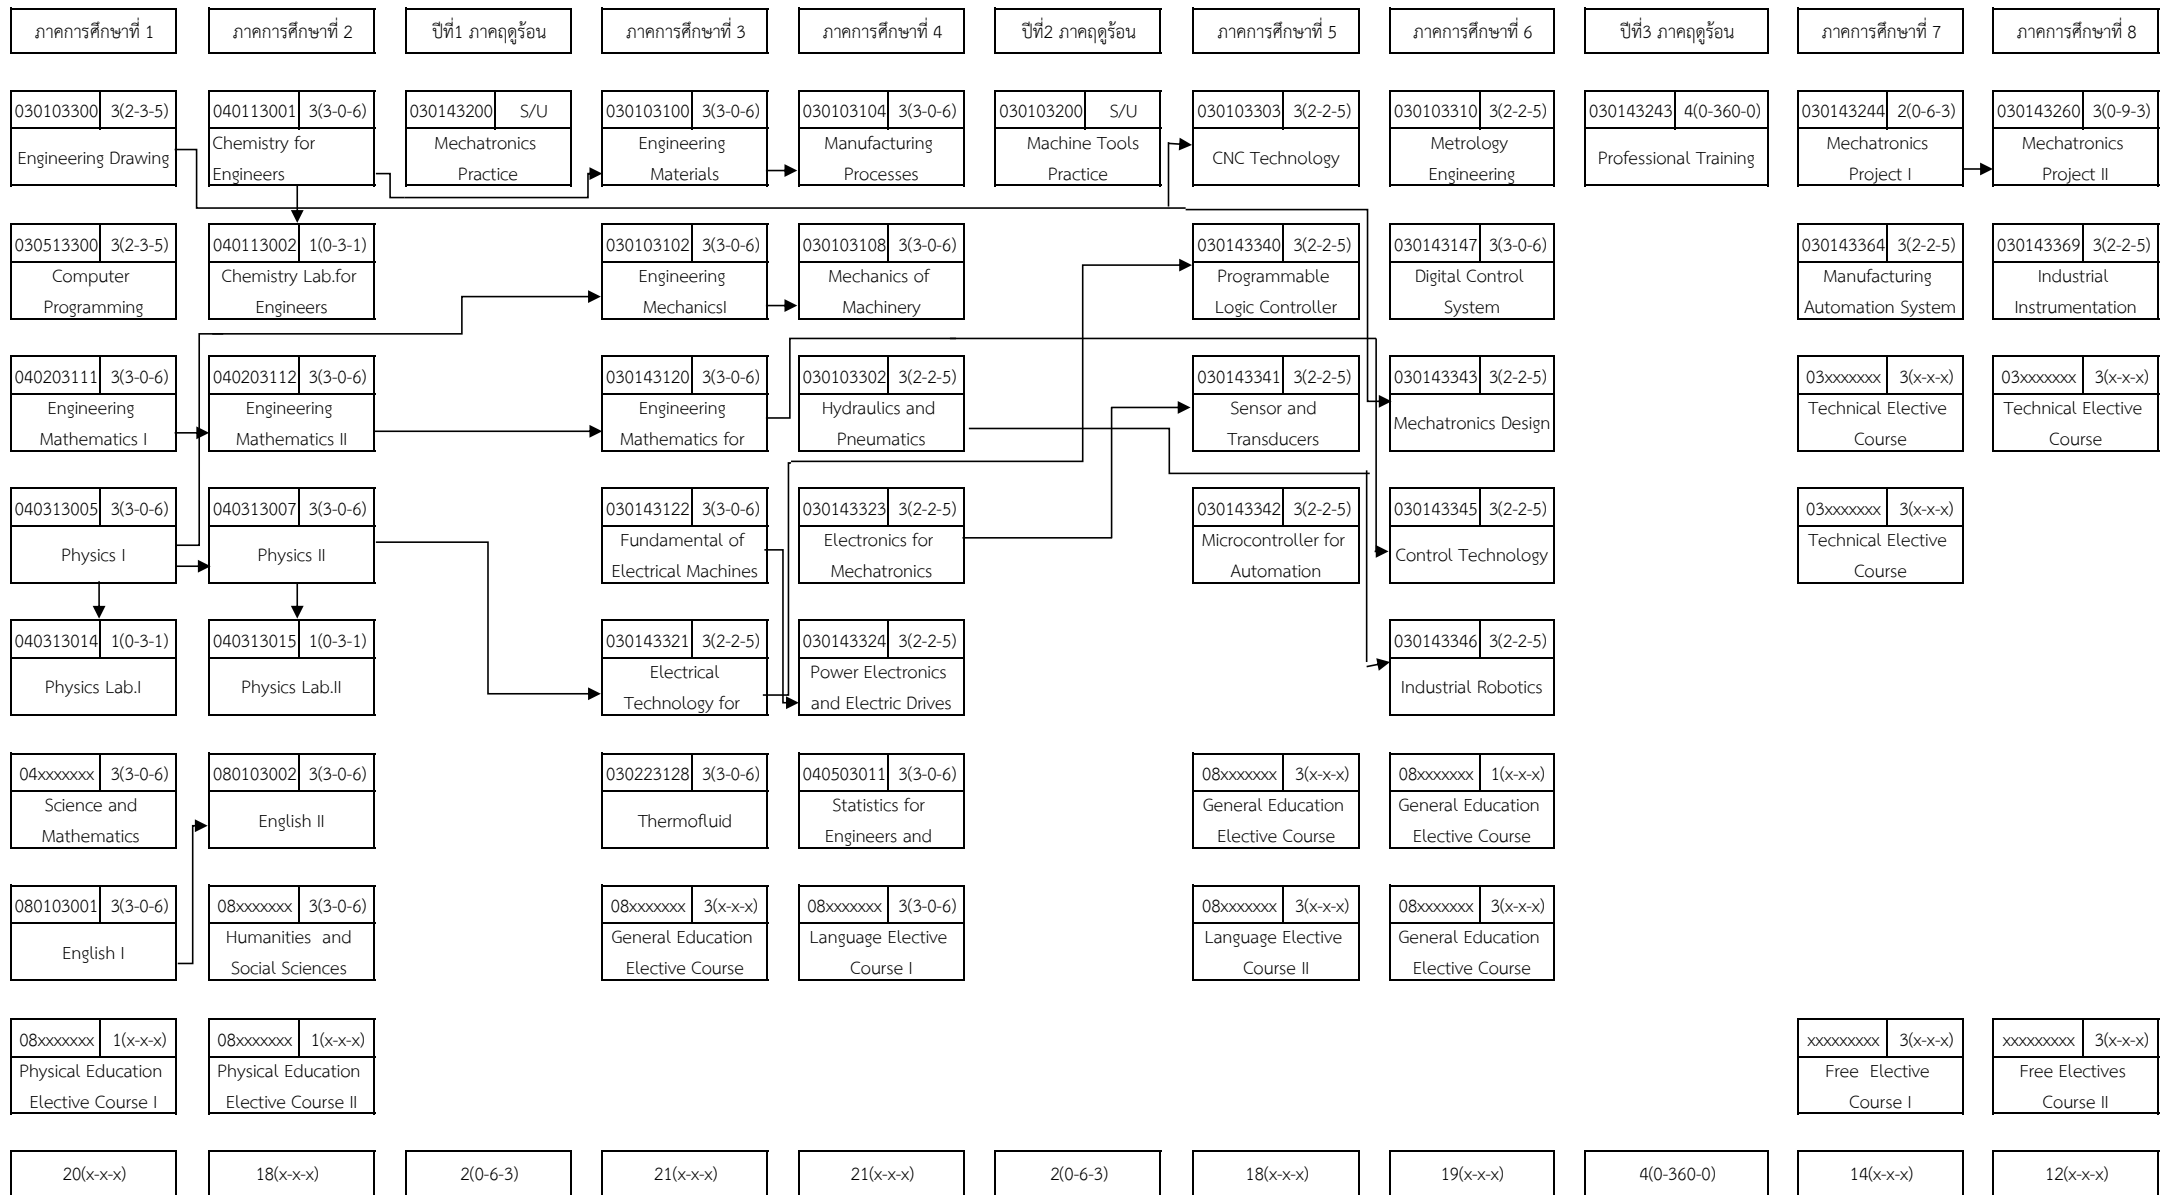 ภาคการศึกษาที่ 1 ภาคการศึกษาที่ 2 ปีที่1 ภาคฤดูร้อน ภาคการศึกษาที่ 3 ภาคการศึกษาที่ 4 ปีที่2 ภาคฤดูร้อน ภาคการศึกษาที่ 5 ภาคการศึกษาที่ 6 ปีที่3 ภาคฤดูร้อน ภาคการศึกษาที่ 7 ภาคการศึกษาที่ 8
030103300 3(2-3-5) 040113001 3(3-0-6) 030143200 S/U 030103100 3(3-0-6) 030103104 3(3-0-6) 030103200 S/U 030103303 3(2-2-5) 030103310 3(2-2-5) 030143243 4(0-360-0) 030143244 2(0-6-3) 030143260 3(0-9-3)
Chemistry for Mechatronics Engineering Manufacturing Machine Tools Metrology Mechatronics Mechatronics
Engineering Drawing CNC Technology Professional Training
Engineers Practice Materials Processes Practice Engineering Project I Project II
030513300 3(2-3-5) 040113002 1(0-3-1) 030103102 3(3-0-6) 030103108 3(3-0-6) 030143340 3(2-2-5) 030143147 3(3-0-6) 030143364 3(2-2-5) 030143369 3(2-2-5)
Computer Chemistry Lab.for Engineering Mechanics of Programmable Digital Control Manufacturing Industrial
Programming Engineers MechanicsI Machinery Logic Controller System Automation System Instrumentation
040203111 3(3-0-6) 040203112 3(3-0-6) 030143120 3(3-0-6) 030103302 3(2-2-5) 030143341 3(2-2-5) 030143343 3(2-2-5) 03xxxxxxx 3(x-x-x) 03xxxxxxx 3(x-x-x)
Engineering Engineering Engineering Hydraulics and Sensor and Technical Elective Technical Elective
Mechatronics Design
Mathematics I Mathematics II Mathematics for Pneumatics Transducers Course Course
040313005 3(3-0-6) 040313007 3(3-0-6) 030143122 3(3-0-6) 030143323 3(2-2-5) 030143342 3(2-2-5) 030143345 3(2-2-5) 03xxxxxxx 3(x-x-x)
Fundamental of Electronics for Microcontroller for Technical Elective
Physics I Physics II Control Technology
Electrical Machines Mechatronics Automation Course
040313014 1(0-3-1) 040313015 1(0-3-1) 030143321 3(2-2-5) 030143324 3(2-2-5) 030143346 3(2-2-5)
Electrical Power Electronics
Physics Lab.I Physics Lab.II Industrial Robotics
Technology for and Electric Drives
04xxxxxxx 3(3-0-6) 080103002 3(3-0-6) 030223128 3(3-0-6) 040503011 3(3-0-6) 08xxxxxxx 3(x-x-x) 08xxxxxxx 1(x-x-x)
Science and Statistics for General Education General Education
English II Thermofluid
Mathematics Engineers and Elective Course Elective Course
080103001 3(3-0-6) 08xxxxxxx 3(3-0-6) 08xxxxxxx 3(x-x-x) 08xxxxxxx 3(3-0-6) 08xxxxxxx 3(x-x-x) 08xxxxxxx 3(x-x-x)
Humanities and General Education Language Elective Language Elective General Education
English I
Social Sciences Elective Course Course I Course II Elective Course
08xxxxxxx 1(x-x-x) 08xxxxxxx 1(x-x-x) xxxxxxxxx 3(x-x-x) xxxxxxxxx 3(x-x-x)
Physical Education Physical Education Free Elective Free Electives
Elective Course I Elective Course II Course I Course II
20(x-x-x) 18(x-x-x) 2(0-6-3) 21(x-x-x) 21(x-x-x) 2(0-6-3) 18(x-x-x) 19(x-x-x) 4(0-360-0) 14(x-x-x) 12(x-x-x)